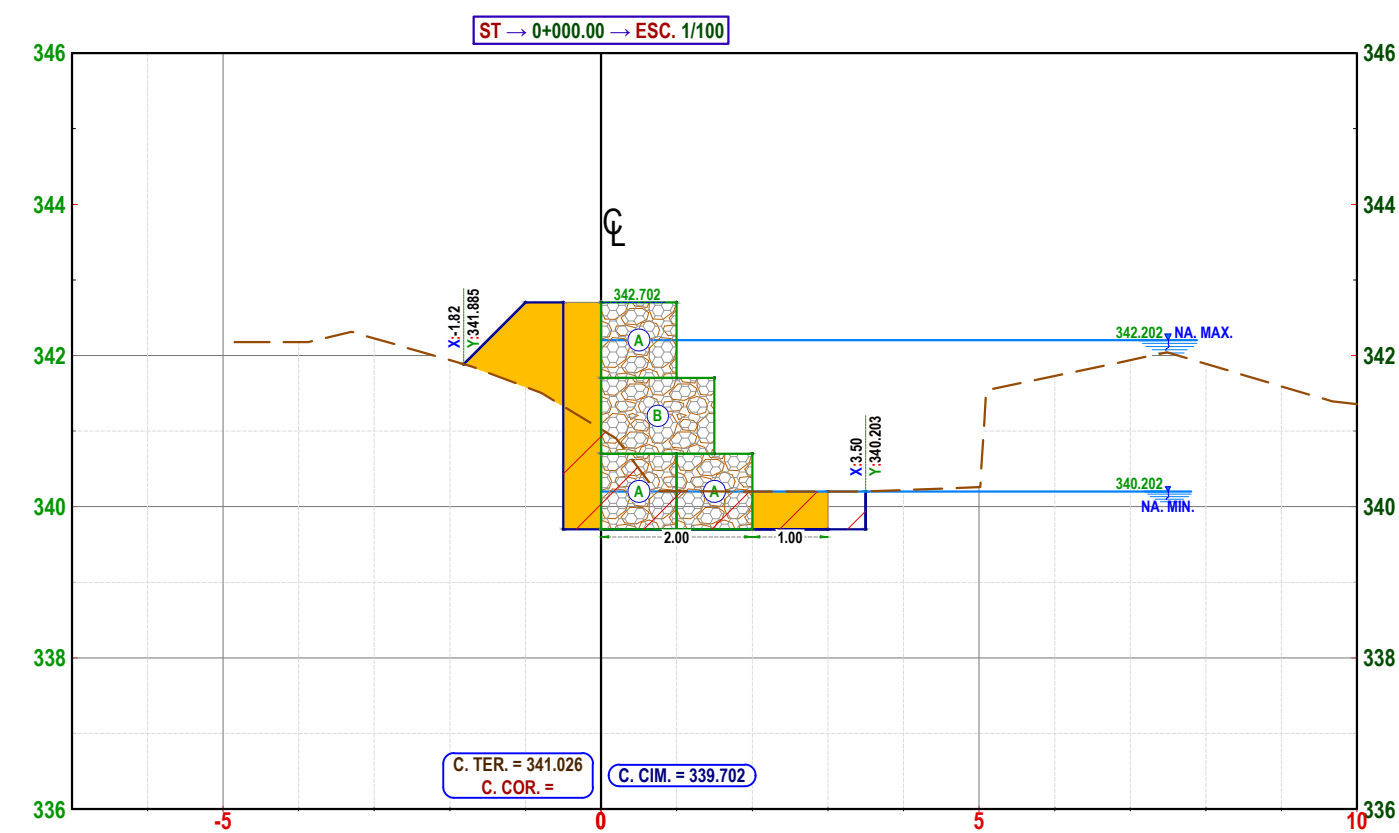 ST → 0+000.00 → ESC. 1/100
346
346
344
344
℄
X:-1.82
Y:341.885
342.702
A
342.202
NA. MAX.
342
342
B
X:3.50
Y:340.203
A
A
340.202
NA. MIN.
340
340
2.00
1.00
338
338
C. TER. = 341.026
C. COR. =
C. CIM. = 339.702
336
336
-5
0
5
10